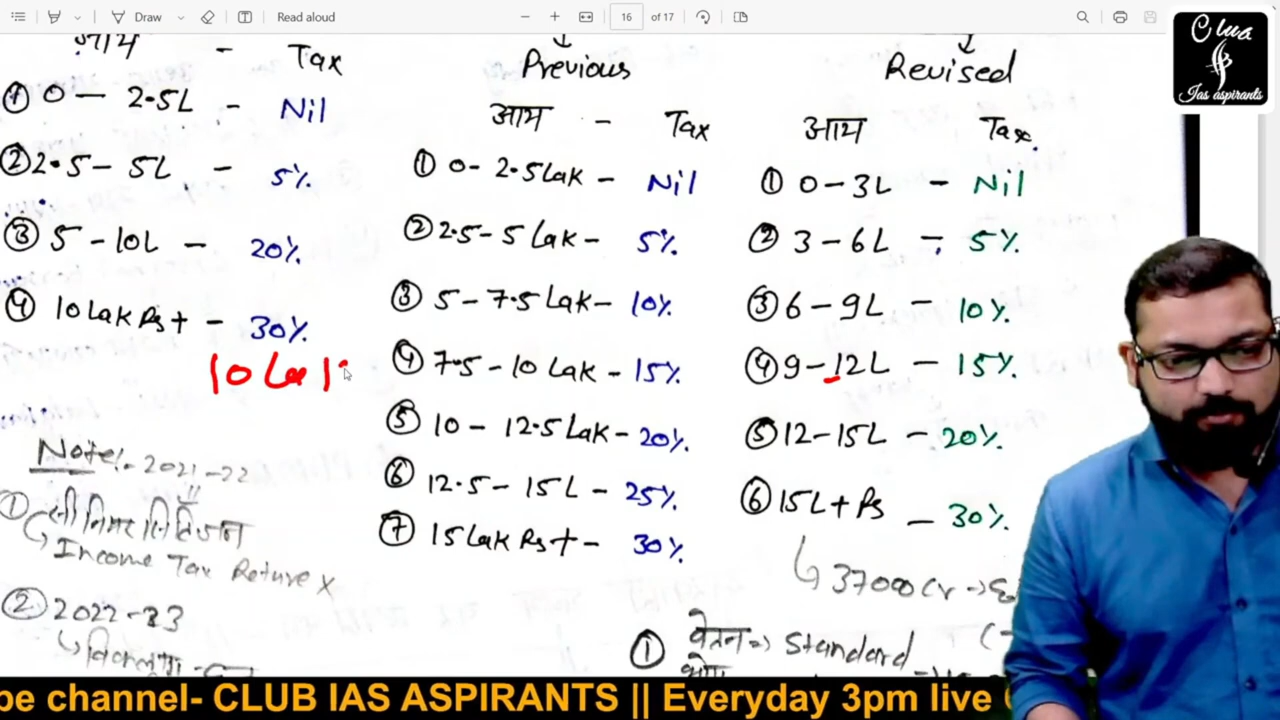 Draw
Read aloud
16 of 17
Club
Ias aspirants
आय - Tax
① 0 - 2.5L - Nil
② 2.5 - 5L - 5%
③ 5 - 10L - 20%
④ 10 Lak Rs+ - 30%
10 Lak
Note:- 2021-22
①
Income Tax Return X
② 2022-23
Previous
आय - Tax
① 0 - 2.5 Lak - Nil
② 2.5 - 5 Lak - 5%
③ 5 - 7.5 Lak - 10%
④ 7.5 - 10 Lak - 15%
⑤ 10 - 12.5 Lak - 20%
⑥ 12.5 - 15L - 25%
⑦ 15 Lak Rs+ - 30%
Revised
आय Tax
① 0 - 3L - Nil
② 3 - 6L - 5%
③ 6 - 9L - 10%
④ 9 - 12L - 15%
⑤ 12 - 15L - 20%
⑥ 15L + Rs - 30%
37000 Cr →
① वेतन => Standard
be channel- CLUB IAS ASPIRANTS || Everyday 3pm live